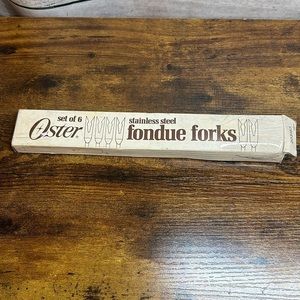 set of 6
Oster
stainless steel
fondue forks